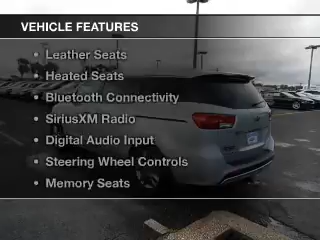 VEHICLE FEATURES
• Leather Seats
• Heated Seats
• Bluetooth Connectivity
• SiriusXM Radio
• Digital Audio Input
• Steering Wheel Controls
• Memory Seats